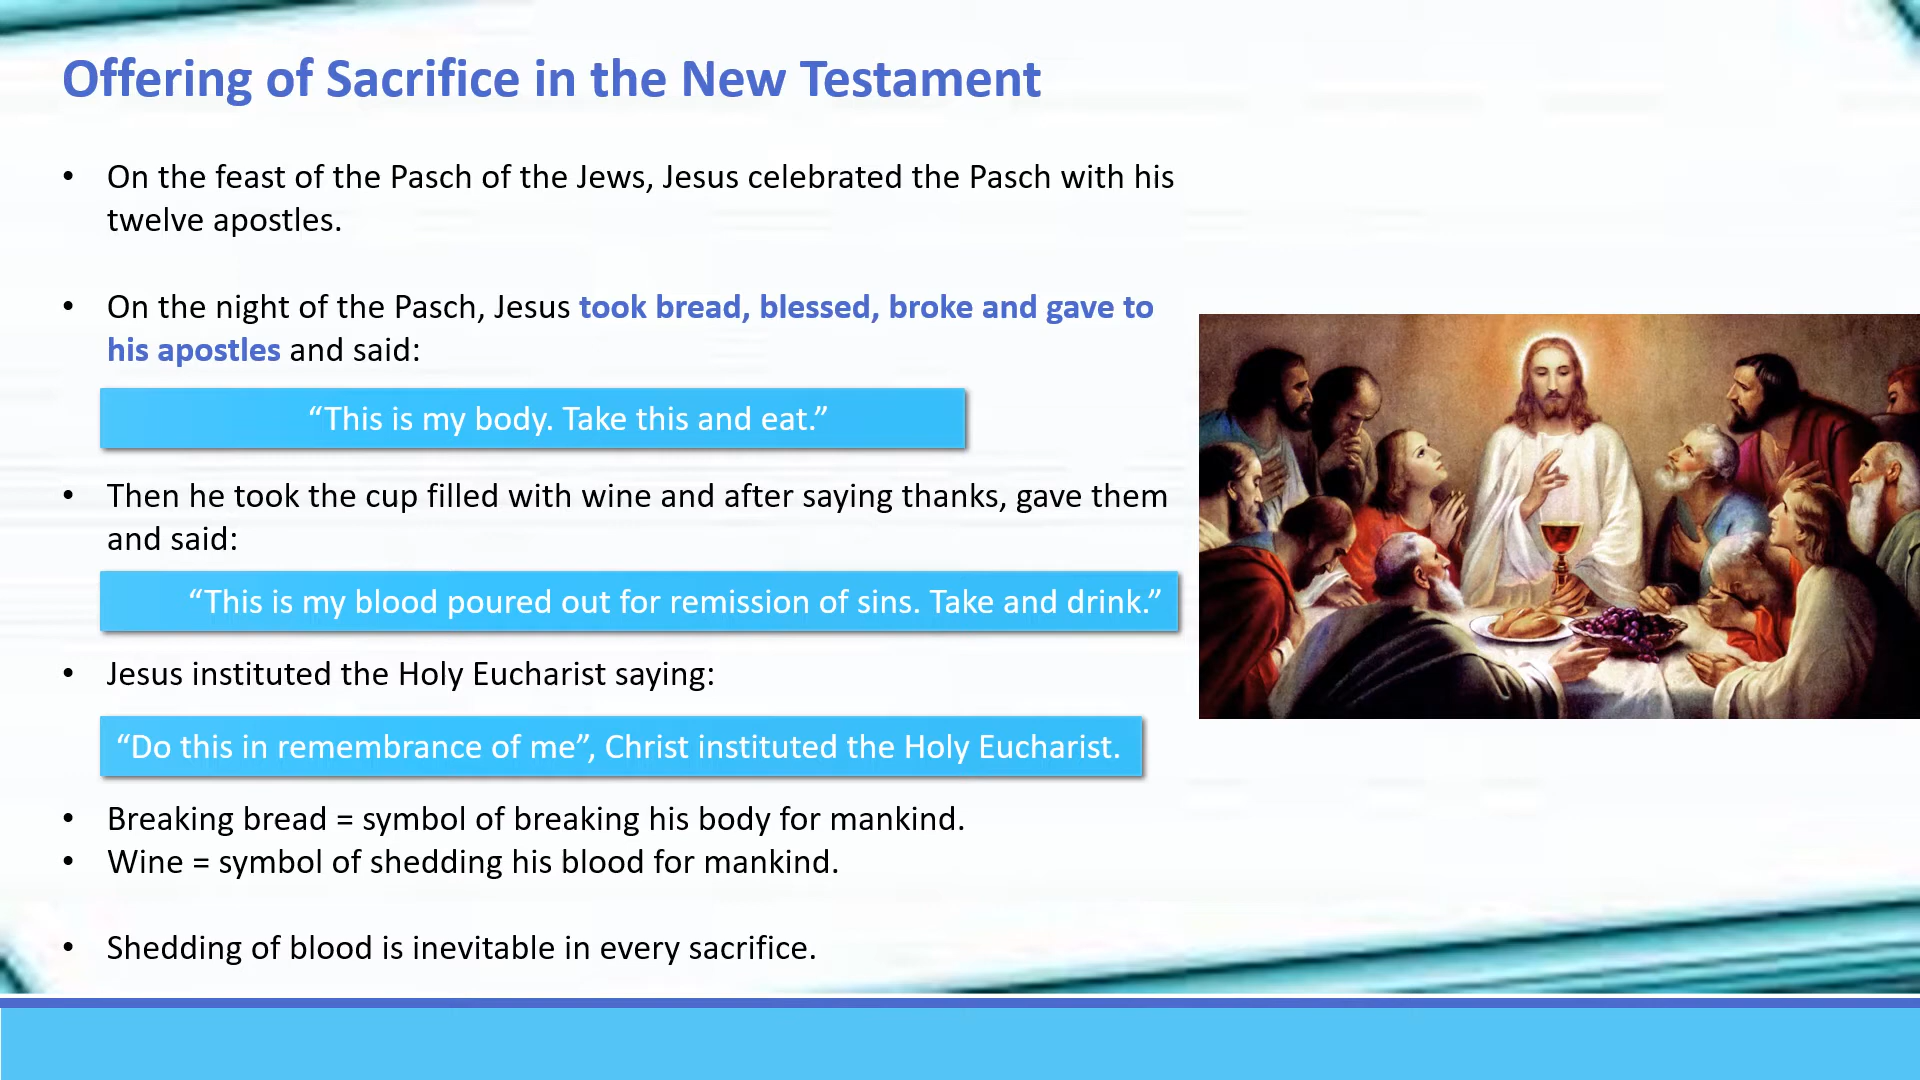 Offering of Sacrifice in the New Testament
• On the feast of the Pasch of the Jews, Jesus celebrated the Pasch with his
twelve apostles.
• On the night of the Pasch, Jesus took bread, blessed, broke and gave to
his apostles and said:
“This is my body. Take this and eat.”
• Then he took the cup filled with wine and after saying thanks, gave them
and said:
“This is my blood poured out for remission of sins. Take and drink.”
• Jesus instituted the Holy Eucharist saying:
“Do this in remembrance of me”, Christ instituted the Holy Eucharist.
• Breaking bread = symbol of breaking his body for mankind.
• Wine = symbol of shedding his blood for mankind.
• Shedding of blood is inevitable in every sacrifice.